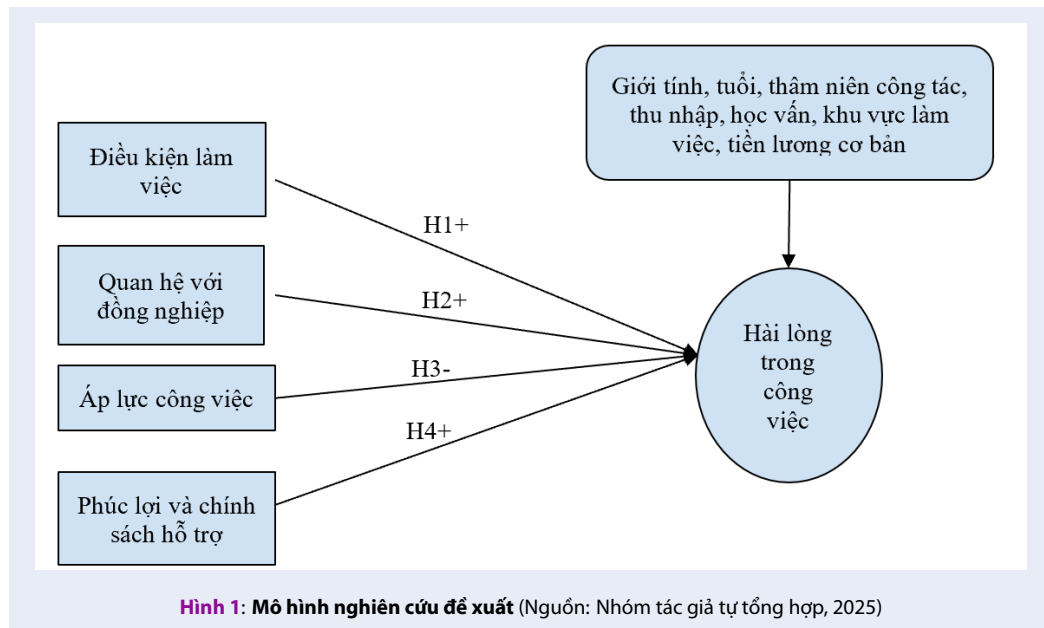 Giới tính, tuổi, thâm niên công tác,
thu nhập, học vấn, khu vực làm
việc, tiền lương cơ bản
Điều kiện làm
việc
H1+
Quan hệ với
đồng nghiệp
H2+
Hài lòng
trong
công
việc
Áp lực công việc
H3-
H4+
Phúc lợi và chính
sách hỗ trợ
Hình 1: Mô hình nghiên cứu đề xuất (Nguồn: Nhóm tác giả tự tổng hợp, 2025)